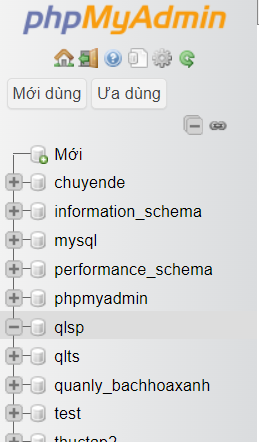 phpMyAdmin
Mới dùng Ưa dùng
Mới
chuyende
information_schema
mysql
performance_schema
phpmyadmin
qlsp
qlts
quanly_bachhoaxanh
test